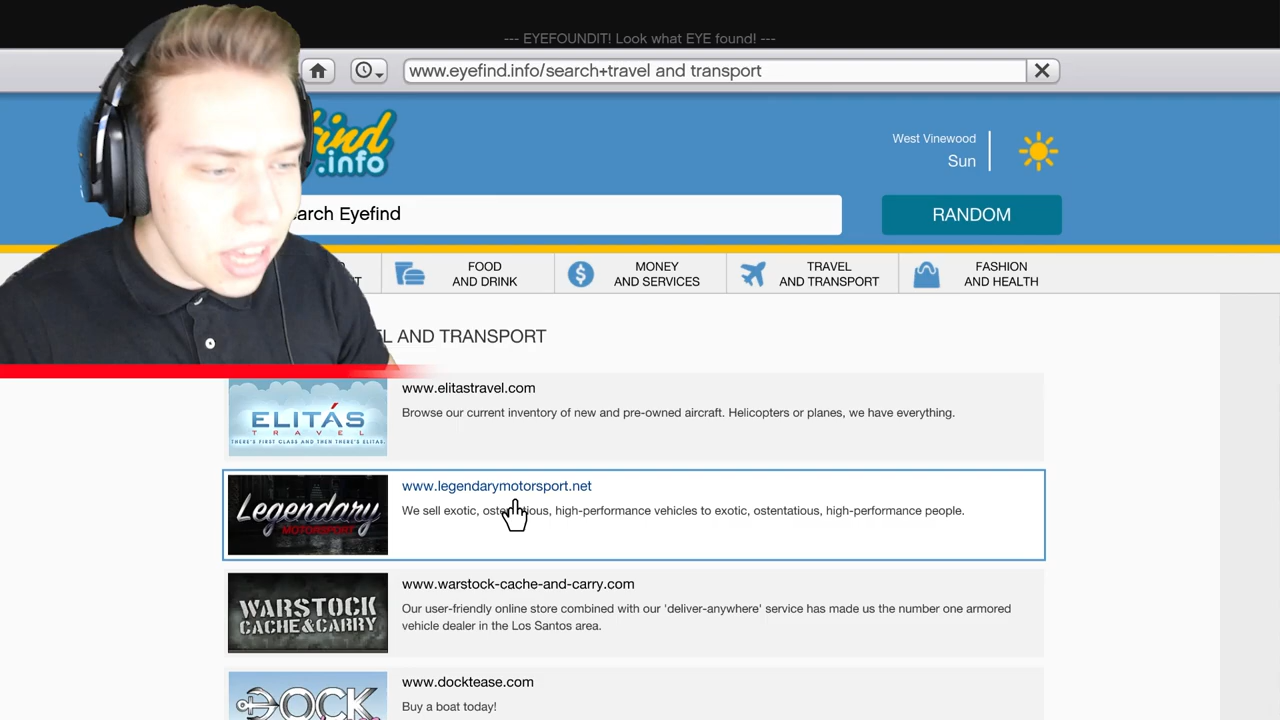 --- EYEFOUNDIT! Look what EYE found! ---
www.eyefind.info/search+travel and transport
find
.info
West Vinewood
Sun
arch Eyefind
RANDOM
FOOD
AND DRINK
MONEY
AND SERVICES
TRAVEL
AND TRANSPORT
FASHION
AND HEALTH
EL AND TRANSPORT
ELITÁS
TRAVEL
THERE'S FIRST CLASS AND THEN THERE'S ELITAS.
www.elitastravel.com
Browse our current inventory of new and pre-owned aircraft. Helicopters or planes, we have everything.
Legendary
MOTORSPORT
www.legendarymotorsport.net
We sell exotic, ostentatious, high-performance vehicles to exotic, ostentatious, high-performance people.
WARSTOCK
CACHE&CARRY
www.warstock-cache-and-carry.com
Our user-friendly online store combined with our 'deliver-anywhere' service has made us the number one armored
vehicle dealer in the Los Santos area.
DOCK
www.docktease.com
Buy a boat today!